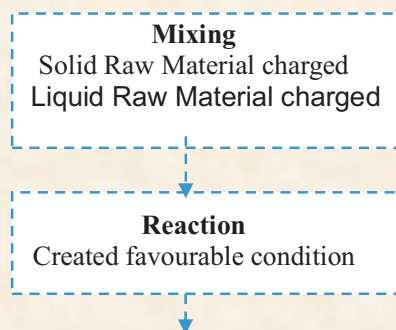 Mixing
Solid Raw Material charged
Liquid Raw Material charged
Reaction
Created favourable condition